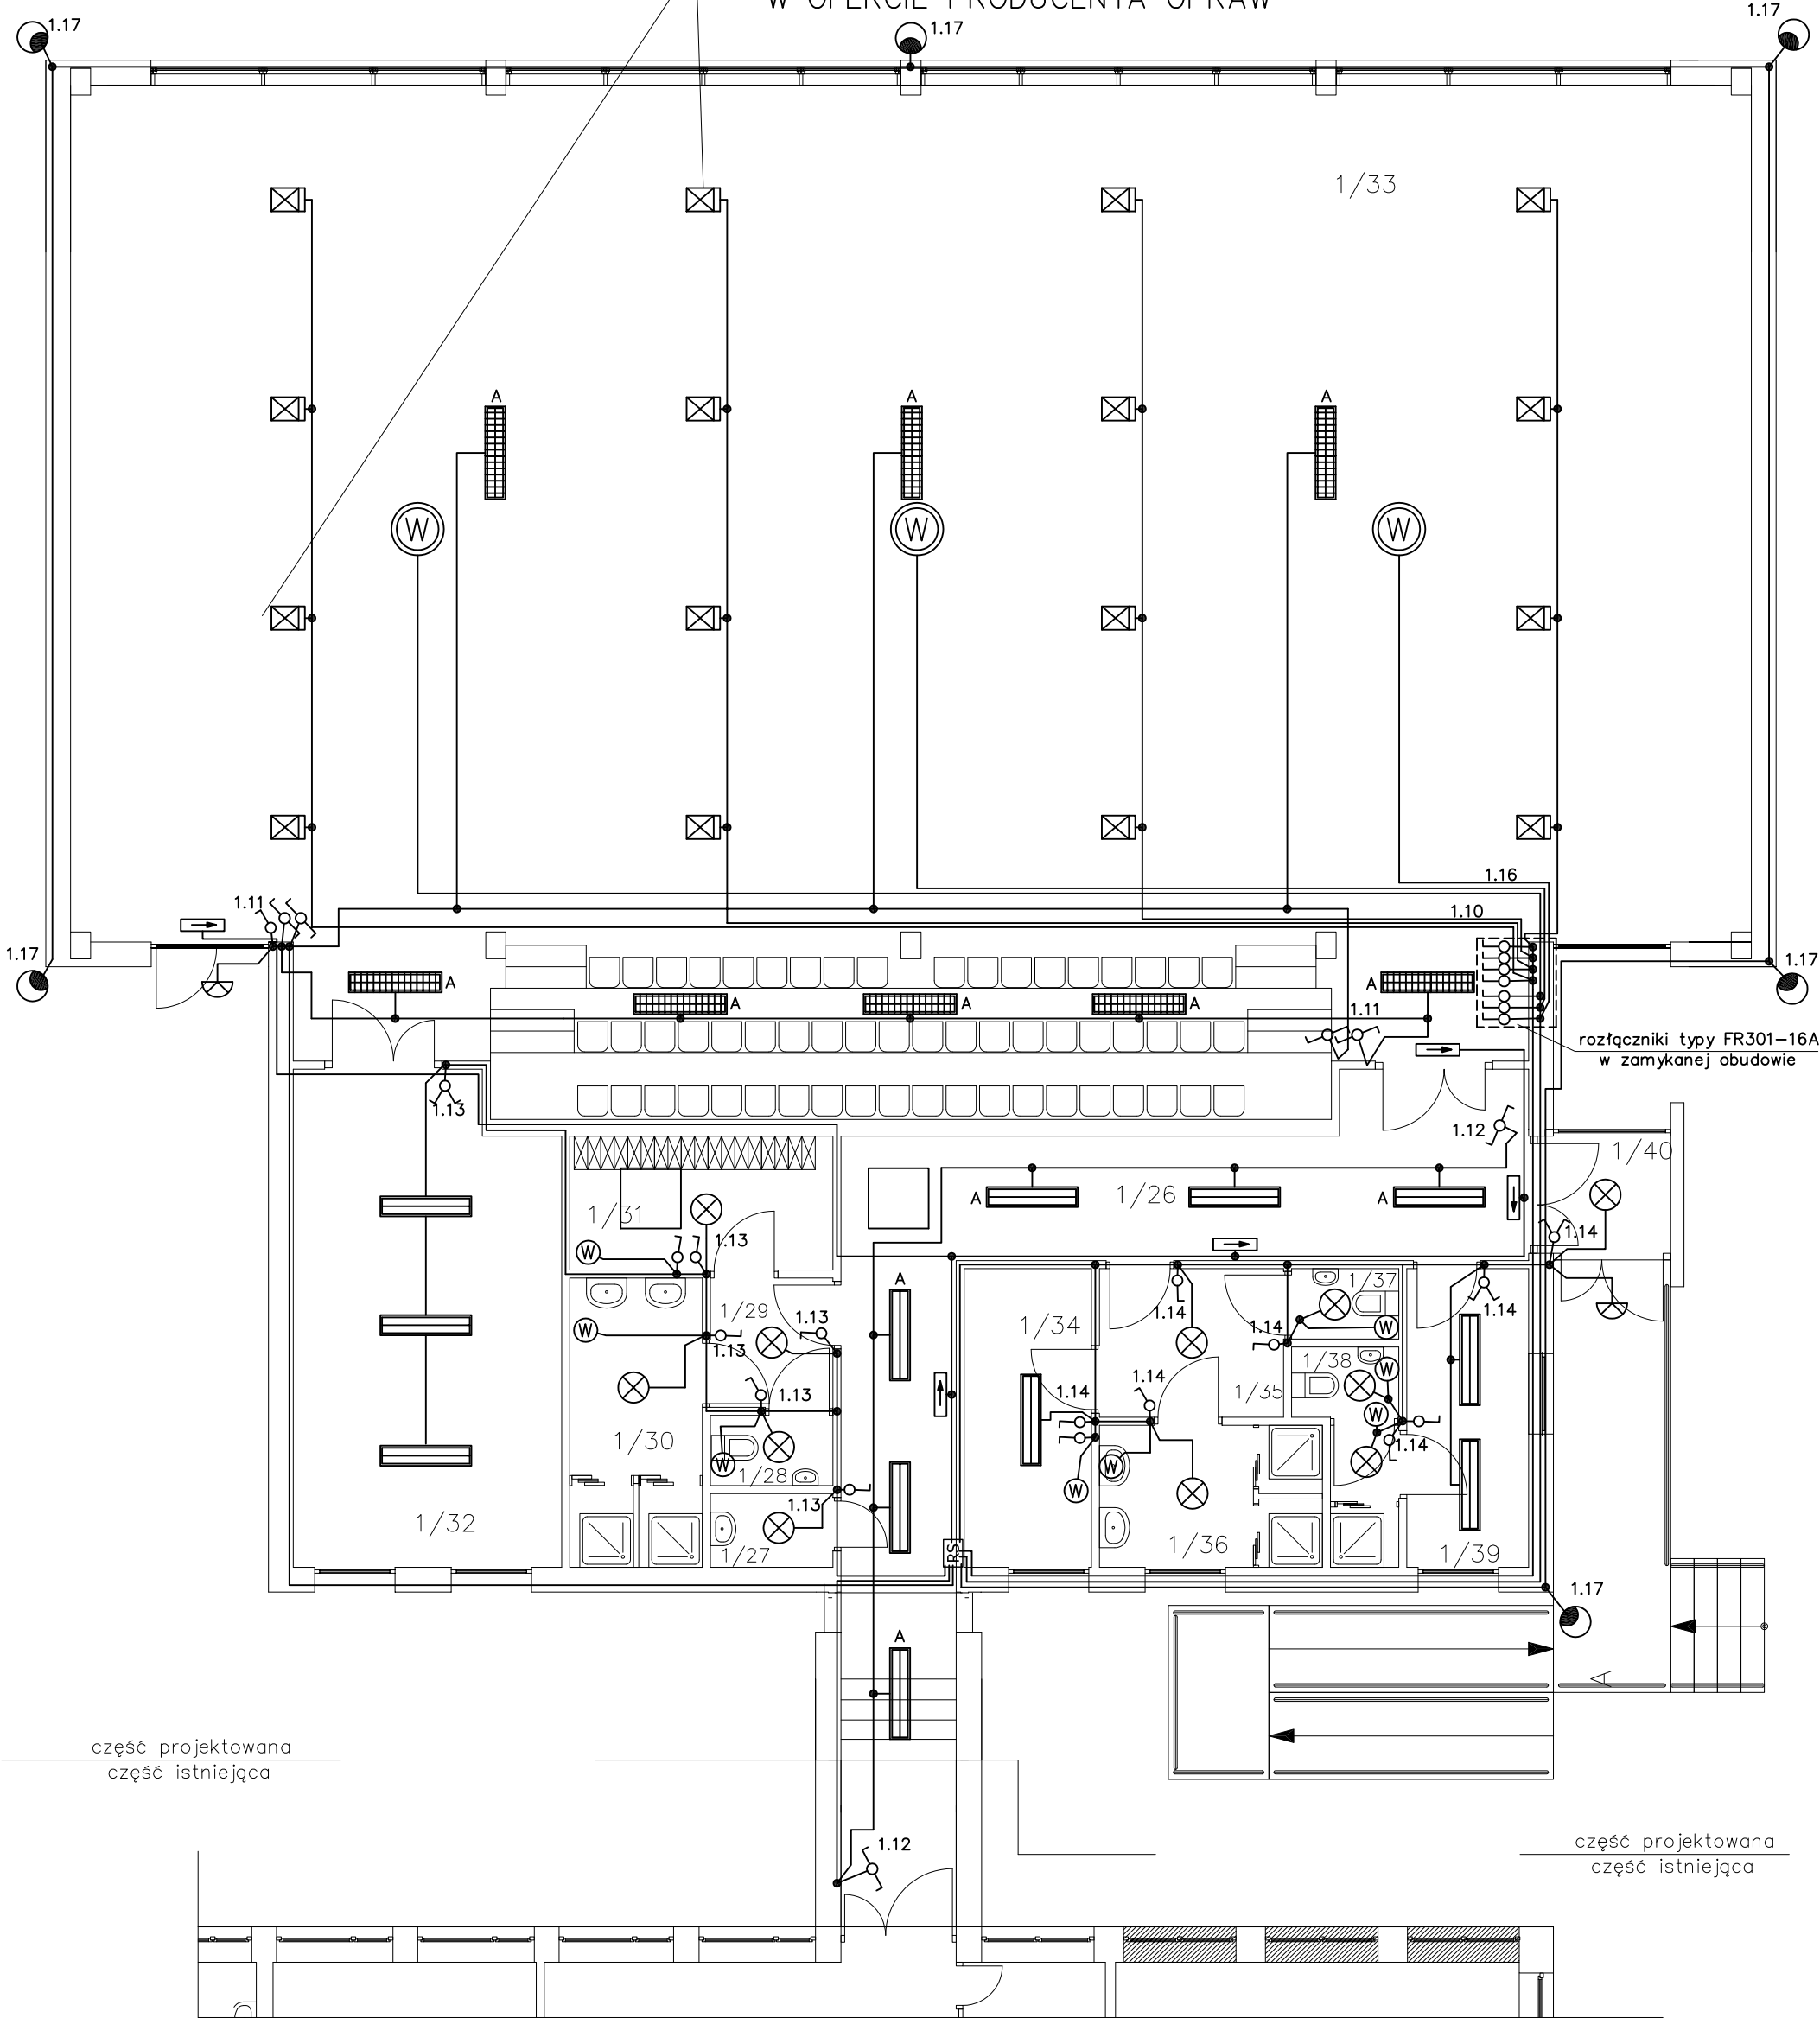 W OFERCIE PRODUCENTA OPRAW
1.17
1.17
1.17
1/33
A
A
A
W
W
W
1.16
1.11
1.10
1.17
1.17
A
A
A
A
A
1.11
rozłączniki typy FR301-16A
w zamykanej obudowie
1.13
1.12
1/40
A
1/26
A
1/31
1.13
W
1.14
A
1/29
1.13
1/37
1.14
1.14
W
1/34
1.14
W
1.13
1/38
W
1.13
1.14
1.14
1/35
W
1/30
1.14
W
W
1/28
W
1.13
1/32
1/27
RS
1/36
1/39
1.17
A
A
część projektowana
część istniejąca
1.12
część projektowana
część istniejąca